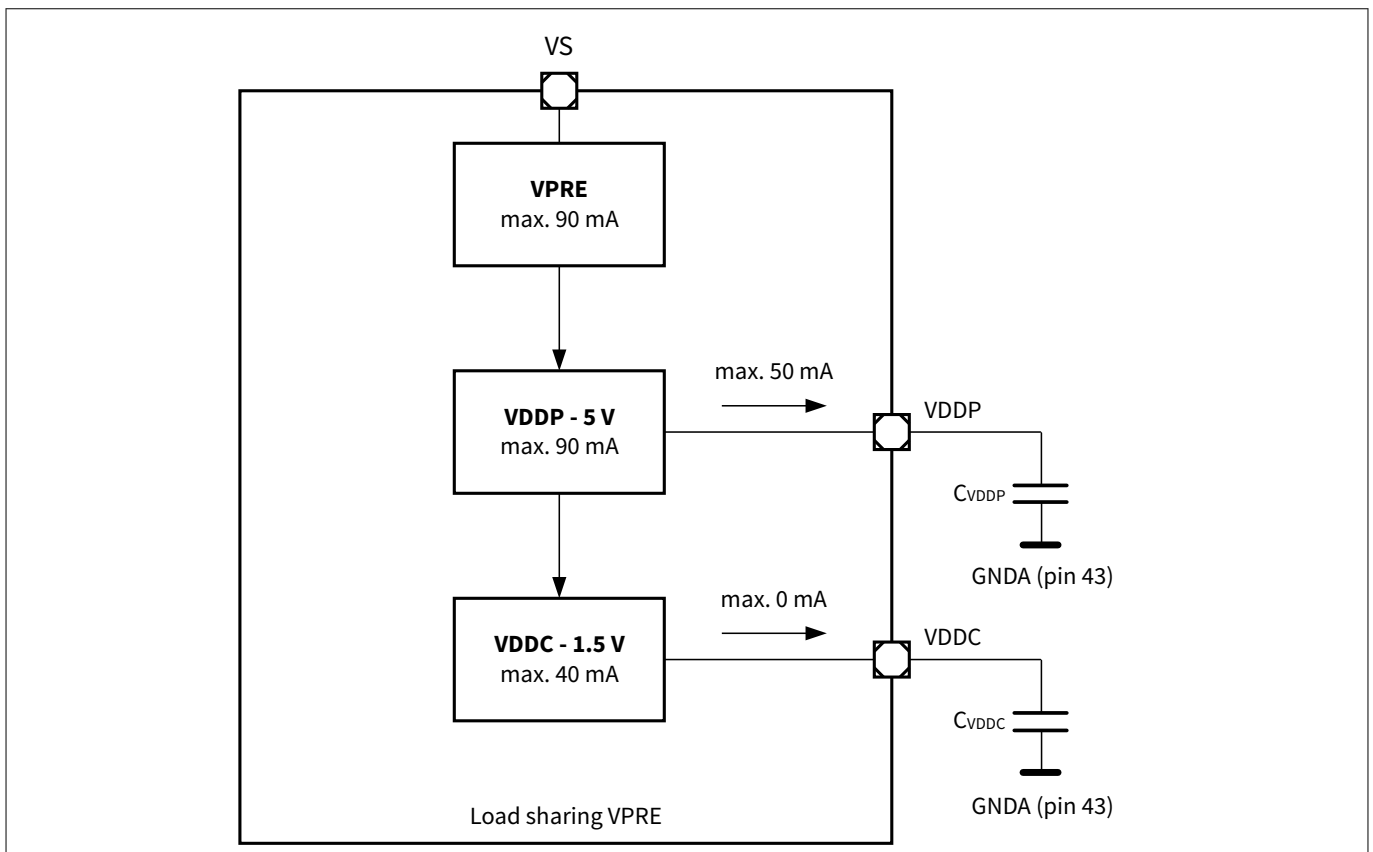 VS
VPRE
max. 90 mA
max. 50 mA
VDDP
VDDP - 5 V
max. 90 mA
CVDDP
GNDA (pin 43)
max. 0 mA
VDDC
VDDC - 1.5 V
max. 40 mA
CVDDC
GNDA (pin 43)
Load sharing VPRE